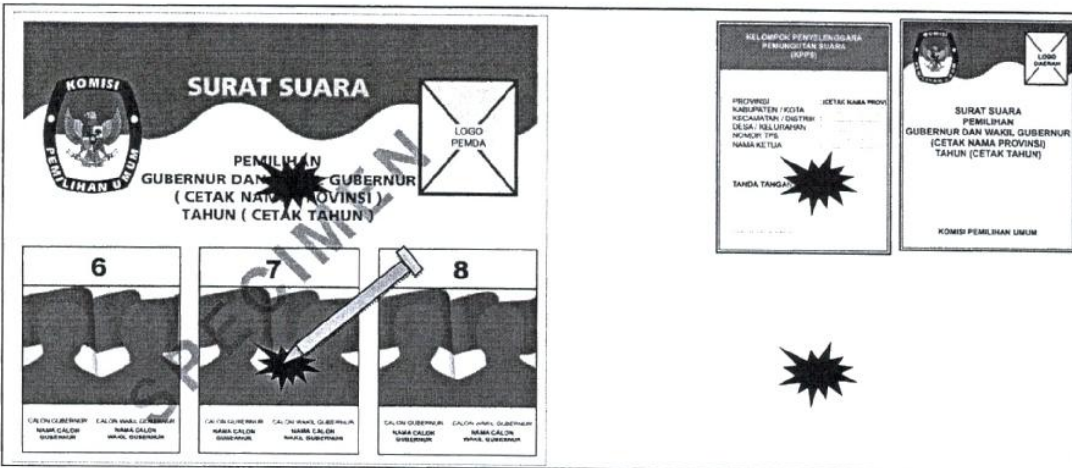 KOMISI
PEMILIHAN UMUM
SURAT SUARA
LOGO
PEMDA
PEMILIHAN
GUBERNUR DAN GUBERNUR
( CETAK NAM OVINSI )
TAHUN ( CETAK TAHUN )
SPECIMEN
6
7
8
CALON GUBERNUR CALON WAKIL GUBERNUR
NAMA CALON GUBERNUR NAMA CALON WAKIL GUBERNUR
CALON GUBERNUR CALON WAKIL GUBERNUR
NAMA CALON GUBERNUR NAMA CALON WAKIL GUBERNUR
CALON GUBERNUR CALON WAKIL GUBERNUR
NAMA CALON GUBERNUR NAMA CALON WAKIL GUBERNUR
KELOMPOK PENYELENGGARA
PEMUNGUTAN SUARA
(KPPS)
PROVINSI (CETAK NAMA PROVI
KABUPATEN / KOTA
KECAMATAN / DISTRIK
DESA / KELURAHAN
NOMOR TPS
NAMA KETUA
TANDA TANGAN
KOMISI
LOGO
DAERAH
SURAT SUARA
PEMILIHAN
GUBERNUR DAN WAKIL GUBERNUR
(CETAK NAMA PROVINSI)
TAHUN (CETAK TAHUN)
KOMISI PEMILIHAN UMUM